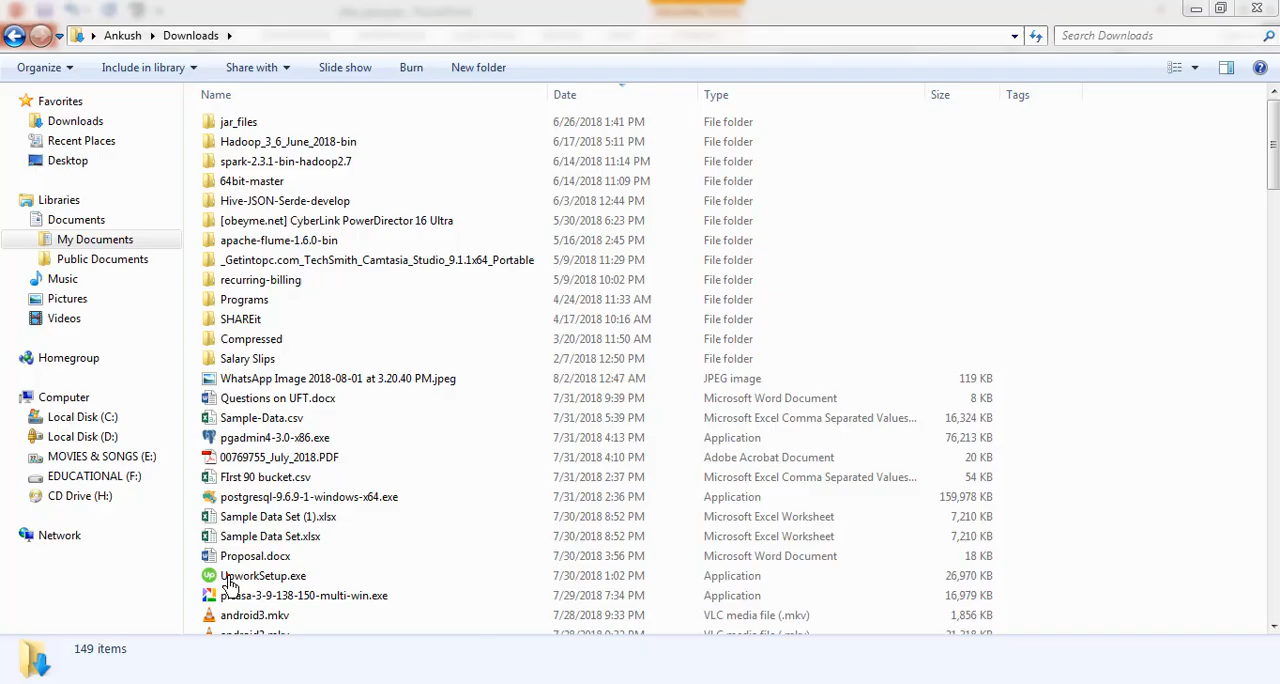 Ankush Downloads Search Downloads
Organize Include in library Share with Slide show Burn New folder
Name Date Type Size Tags
Favorites
Downloads
Recent Places
Desktop
Libraries
Documents
My Documents
Public Documents
Music
Pictures
Videos
Homegroup
Computer
Local Disk (C:)
Local Disk (D:)
MOVIES & SONGS (E:)
EDUCATIONAL (F:)
CD Drive (H:)
Network
jar_files 6/26/2018 1:41 PM File folder
Hadoop_3_6_June_2018-bin 6/17/2018 5:11 PM File folder
spark-2.3.1-bin-hadoop2.7 6/14/2018 11:14 PM File folder
64bit-master 6/14/2018 11:09 PM File folder
Hive-JSON-Serde-develop 6/3/2018 12:44 PM File folder
[obeyme.net] CyberLink PowerDirector 16 Ultra 5/30/2018 6:23 PM File folder
apache-flume-1.6.0-bin 5/16/2018 2:45 PM File folder
_Getintopc.com_TechSmith_Camtasia_Studio_9.1.1x64_Portable 5/9/2018 11:29 PM File folder
recurring-billing 5/9/2018 10:02 PM File folder
Programs 4/24/2018 11:33 AM File folder
SHAREit 4/17/2018 10:16 AM File folder
Compressed 3/20/2018 11:50 AM File folder
Salary Slips 2/7/2018 12:50 PM File folder
WhatsApp Image 2018-08-01 at 3.20.40 PM.jpeg 8/2/2018 12:47 AM JPEG image 119 KB
Questions on UFT.docx 7/31/2018 9:39 PM Microsoft Word Document 8 KB
Sample-Data.csv 7/31/2018 5:39 PM Microsoft Excel Comma Separated Values... 16,324 KB
pgadmin4-3.0-x86.exe 7/31/2018 4:13 PM Application 76,213 KB
00769755_July_2018.PDF 7/31/2018 4:10 PM Adobe Acrobat Document 20 KB
FIrst 90 bucket.csv 7/31/2018 2:37 PM Microsoft Excel Comma Separated Values... 54 KB
postgresql-9.6.9-1-windows-x64.exe 7/31/2018 2:36 PM Application 159,978 KB
Sample Data Set (1).xlsx 7/30/2018 8:52 PM Microsoft Excel Worksheet 7,210 KB
Sample Data Set.xlsx 7/30/2018 8:52 PM Microsoft Excel Worksheet 7,210 KB
Proposal.docx 7/30/2018 3:56 PM Microsoft Word Document 18 KB
UpworkSetup.exe 7/30/2018 1:02 PM Application 26,970 KB
picasa-3-9-138-150-multi-win.exe 7/29/2018 7:34 PM Application 16,979 KB
android3.mkv 7/28/2018 9:33 PM VLC media file (.mkv) 1,856 KB
149 items